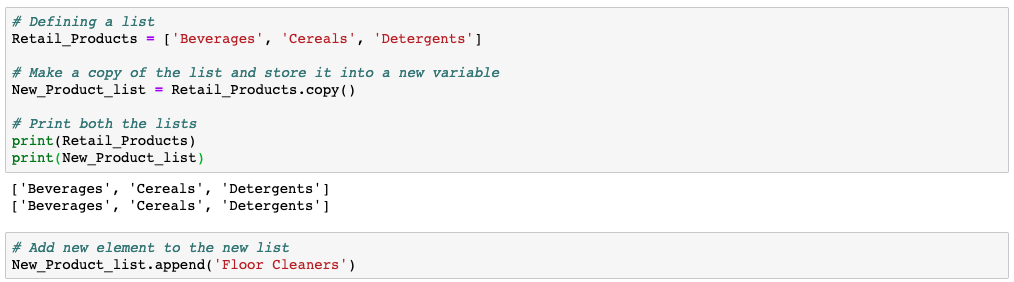 # Defining a list
Retail_Products = ['Beverages', 'Cereals', 'Detergents']
# Make a copy of the list and store it into a new variable
New_Product_list = Retail_Products.copy()
# Print both the lists
print(Retail_Products)
print(New_Product_list)
['Beverages', 'Cereals', 'Detergents']
['Beverages', 'Cereals', 'Detergents']
# Add new element to the new list
New_Product_list.append('Floor Cleaners')